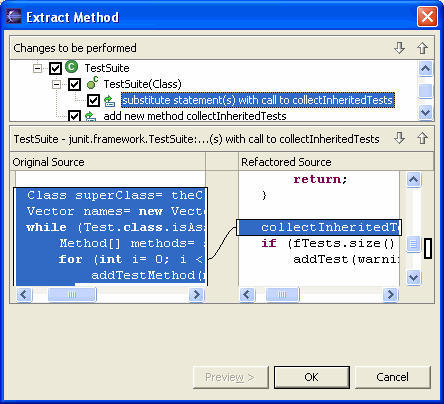 Extract Method
Changes to be performed
TestSuite
TestSuite(Class)
substitute statement(s) with call to collectInheritedTests
add new method collectInheritedTests
TestSuite - junit.framework.TestSuite:...(s) with call to collectInheritedTests
Original Source
Refactored Source
Class superClass= theC
Vector names= new Vect
while (Test.class.isAs
Method[] methods=
for (int i= 0; i <
addTestMethod(
return;
}
collectInheritedT
if (fTests.size()
addTest(warnin
Preview >
OK
Cancel